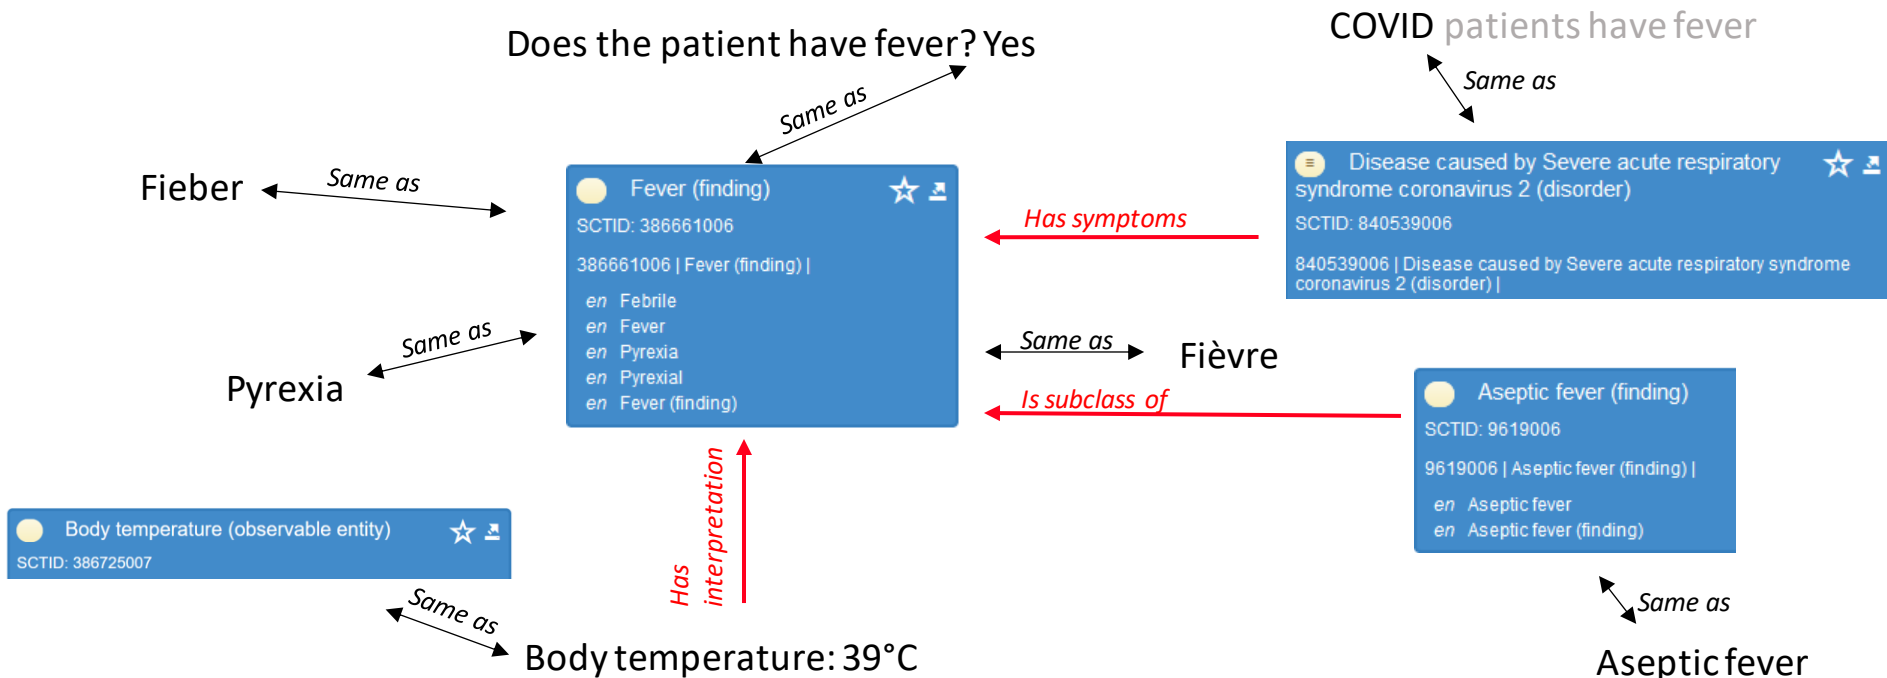 COVID patients have fever
Does the patient have fever? Yes
Same as
Same as
Fieber
Same as
Fever (finding)
SCTID: 386661006
386661006 | Fever (finding) |
en Febrile
en Fever
en Pyrexia
en Pyrexial
en Fever (finding)
Disease caused by Severe acute respiratory
syndrome coronavirus 2 (disorder)
SCTID: 840539006
840539006 | Disease caused by Severe acute respiratory syndrome
coronavirus 2 (disorder) |
Has symptoms
Same as
Pyrexia
Same as
Fièvre
Is subclass of
Aseptic fever (finding)
SCTID: 9619006
9619006 | Aseptic fever (finding) |
en Aseptic fever
en Aseptic fever (finding)
Has
interpretation
Body temperature (observable entity)
SCTID: 386725007
Same as
Body temperature: 39°C
Same as
Aseptic fever